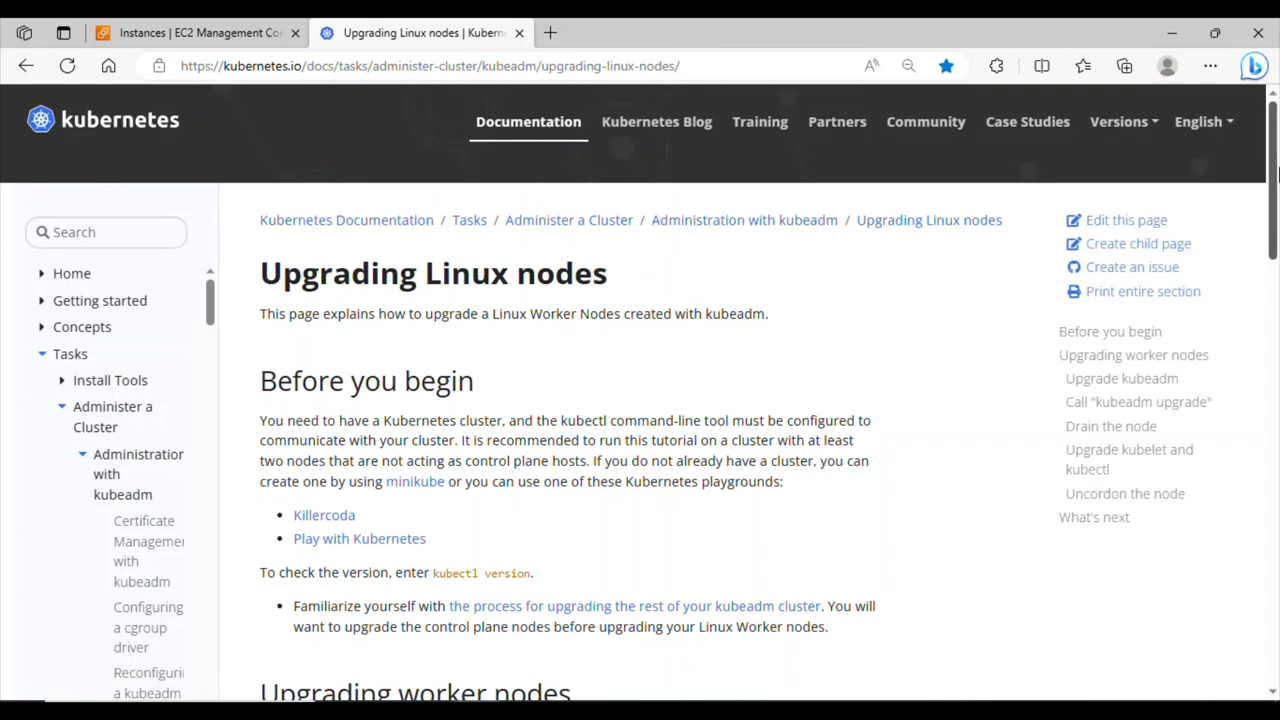 Instances | EC2 Management Co
Upgrading Linux nodes | Kubern
https://kubernetes.io/docs/tasks/administer-cluster/kubeadm/upgrading-linux-nodes/
kubernetes
Documentation
Kubernetes Blog
Training
Partners
Community
Case Studies
Versions
English
Search
Home
Getting started
Concepts
Tasks
Install Tools
Administer a
Cluster
Administration
with
kubeadm
Certificate
Managemen
with
kubeadm
Configuring
a cgroup
driver
Reconfiguri
a kubeadm
Kubernetes Documentation / Tasks / Administer a Cluster / Administration with kubeadm / Upgrading Linux nodes
Upgrading Linux nodes
This page explains how to upgrade a Linux Worker Nodes created with kubeadm.
Before you begin
You need to have a Kubernetes cluster, and the kubectl command-line tool must be configured to
communicate with your cluster. It is recommended to run this tutorial on a cluster with at least
two nodes that are not acting as control plane hosts. If you do not already have a cluster, you can
create one by using minikube or you can use one of these Kubernetes playgrounds:
• Killercoda
• Play with Kubernetes
To check the version, enter kubectl version.
• Familiarize yourself with the process for upgrading the rest of your kubeadm cluster. You will
want to upgrade the control plane nodes before upgrading your Linux Worker nodes.
Upgrading worker nodes
Edit this page
Create child page
Create an issue
Print entire section
Before you begin
Upgrading worker nodes
Upgrade kubeadm
Call "kubeadm upgrade"
Drain the node
Upgrade kubelet and
kubectl
Uncordon the node
What's next